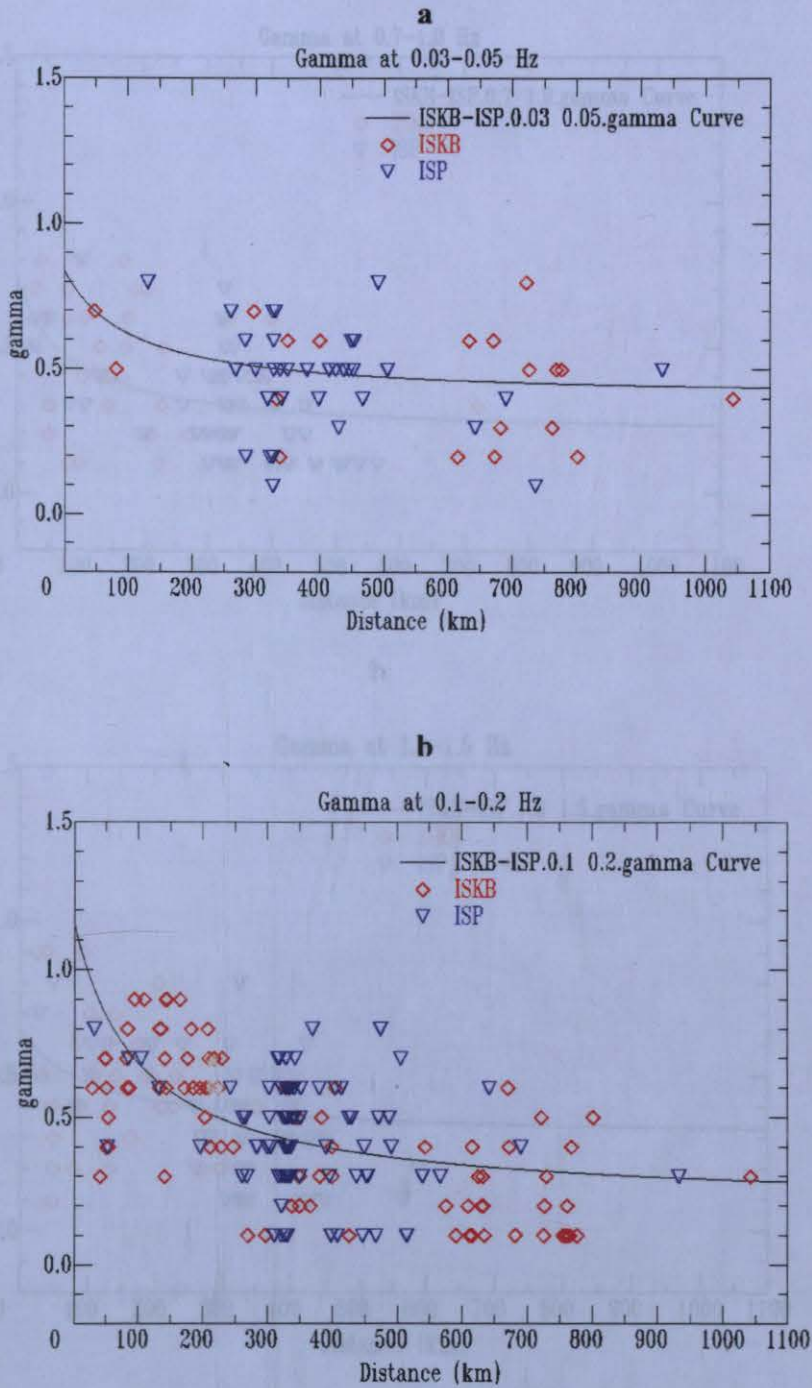 a
Gamma at 0.03-0.05 Hz
1.5
ISKB-ISP.0.03 0.05.gamma Curve
ISKB
ISP
1.0
gamma
0.5
0.0
0 100 200 300 400 500 600 700 800 900 1000 1100
Distance (km)
b
Gamma at 0.1-0.2 Hz
1.5
ISKB-ISP.0.1 0.2.gamma Curve
ISKB
ISP
1.0
gamma
0.5
0.0
0 100 200 300 400 500 600 700 800 900 1000 1100
Distance (km)